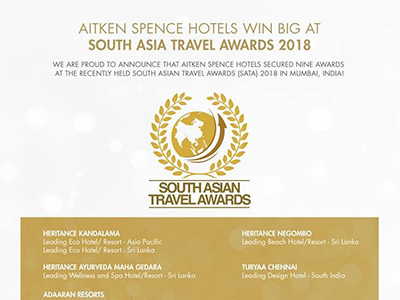 AITKEN SPENCE HOTELS WIN BIG AT
SOUTH ASIA TRAVEL AWARDS 2018
WE ARE PROUD TO ANNOUNCE THAT AITKEN SPENCE HOTELS SECURED NINE AWARDS
AT THE RECENTLY HELD SOUTH ASIAN TRAVEL AWARDS (SATA) 2018 IN MUMBAI, INDIA!
SOUTH ASIAN
TRAVEL AWARDS
HERITANCE KANDALAMA
Leading Eco Hotel/ Resort - Asia Pacific
Leading Eco Hotel/Resort - Sri Lanka
HERITANCE AYURVEDA MAHA GEDARA
Leading Wellness and Spa Hotel/Resort - Sri Lanka
ADAARAN RESORTS
HERITANCE NEGOMBO
Leading Beach Hotel/Resort - Sri Lanka
TURYAA CHENNAI
Leading Design Hotel - South India